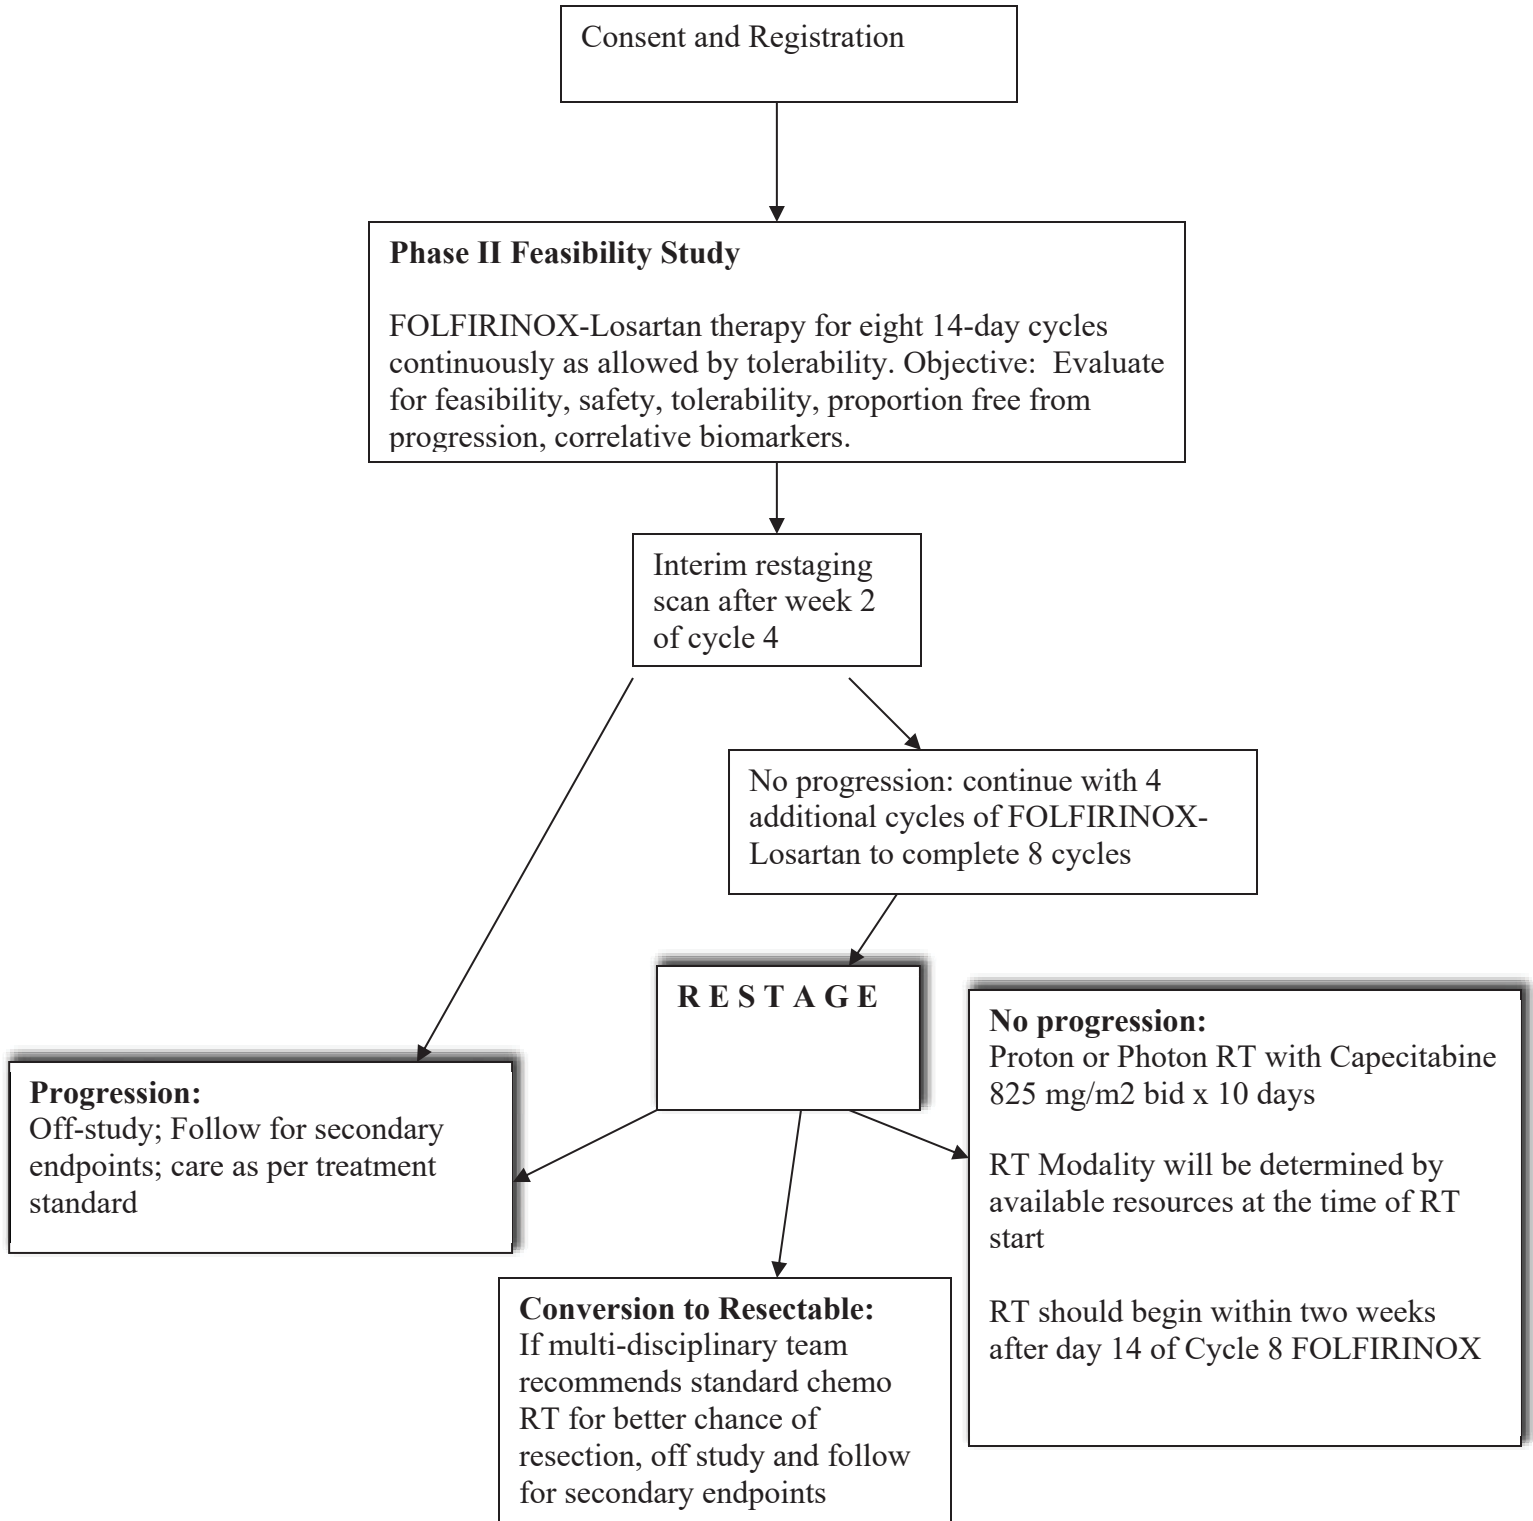 Consent and Registration
Phase II Feasibility Study
FOLFIRINOX-Losartan therapy for eight 14-day cycles
continuously as allowed by tolerability. Objective:  Evaluate
for feasibility, safety, tolerability, proportion free from
progression, correlative biomarkers.
Interim restaging
scan after week 2
of cycle 4
No progression: continue with 4
additional cycles of FOLFIRINOX-
Losartan to complete 8 cycles
R E S T A G E
No progression:
Proton or Photon RT with Capecitabine
825 mg/m2 bid x 10 days
RT Modality will be determined by
available resources at the time of RT
start
RT should begin within two weeks
after day 14 of Cycle 8 FOLFIRINOX
Progression:
Off-study; Follow for secondary
endpoints; care as per treatment
standard
Conversion to Resectable:
If multi-disciplinary team
recommends standard chemo
RT for better chance of
resection, off study and follow
for secondary endpoints